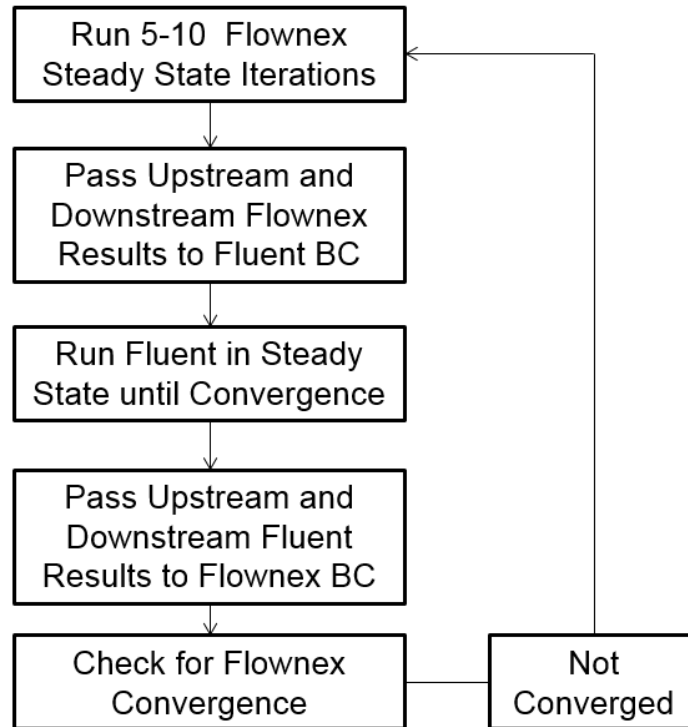 Run 5-10 Flownex
Steady State Iterations
Pass Upstream and
Downstream Flownex
Results to Fluent BC
Run Fluent in Steady
State until Convergence
Pass Upstream and
Downstream Fluent
Results to Flownex BC
Check for Flownex
Convergence
Not
Converged